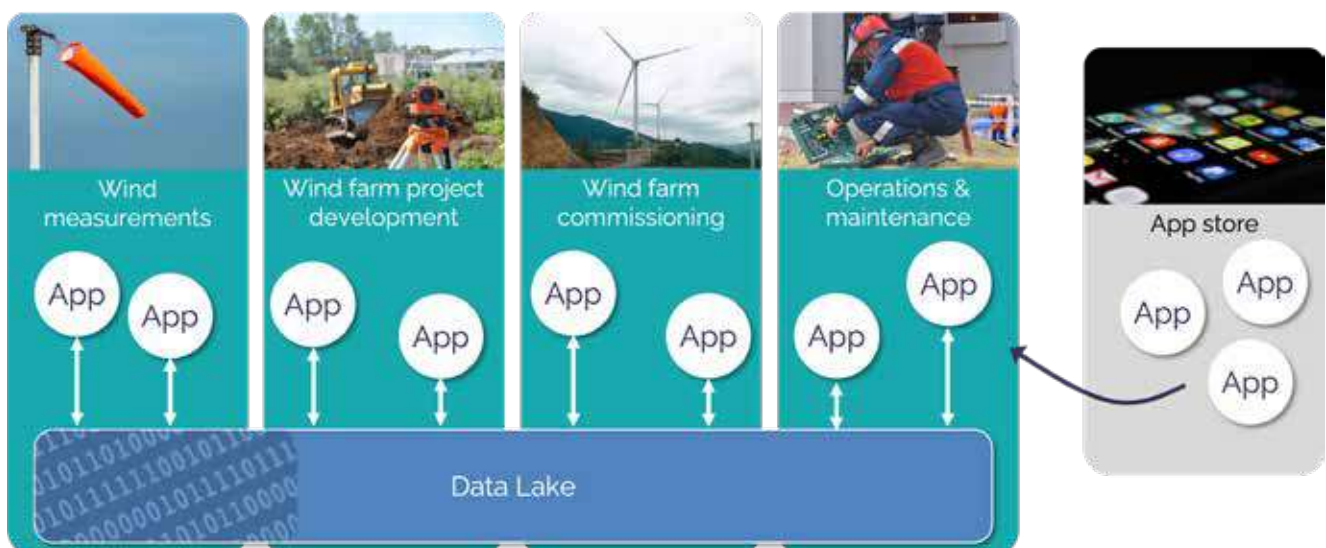 Wind
measurements
Wind farm project
development
Wind farm
commissioning
Operations &
maintenance
App store
App
App
App
App
App
App
App
App
App
App
App
Data Lake